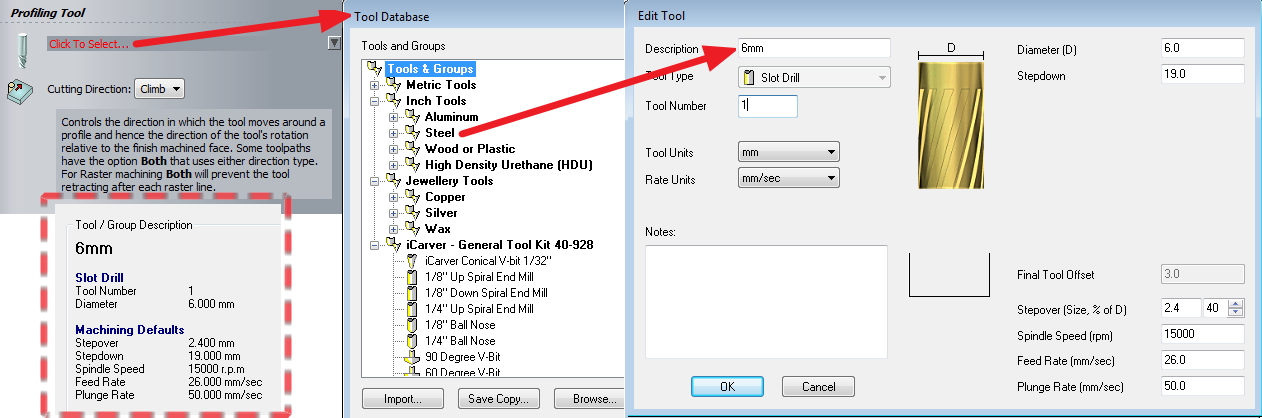 Profiling Tool
Click To Select...
Cutting Direction: Climb
Controls the direction in which the tool moves around a
profile and hence the direction of the tool's rotation
relative to the finish machined face. Some toolpaths
have the option Both that uses either direction type.
For Raster machining Both will prevent the tool
retracting after each raster line.
Tool / Group Description
6mm
Slot Drill
Tool Number 1
Diameter 6.000 mm
Machining Defaults
Stepover 2.400 mm
Stepdown 19.000 mm
Spindle Speed 15000 r.p.m
Feed Rate 26.000 mm/sec
Plunge Rate 50.000 mm/sec
Tool Database
Tools and Groups
Tools & Groups
Metric Tools
Inch Tools
Aluminum
Steel
Wood or Plastic
High Density Urethane (HDU)
Jewellery Tools
Copper
Silver
Wax
iCarver - General Tool Kit 40-928
iCarver Conical V-bit 1/32"
1/8" Up Spiral End Mill
1/8" Down Spiral End Mill
1/4" Up Spiral End Mill
1/8" Ball Nose
1/4" Ball Nose
90 Degree V-Bit
60 Degree V-Bit
Import... Save Copy... Browse...
Edit Tool
Description 6mm
Tool Type Slot Drill
Tool Number 1
Tool Units mm
Rate Units mm/sec
Notes:
OK Cancel
D
Diameter (D) 6.0
Stepdown 19.0
Final Tool Offset 3.0
Stepover (Size, % of D) 2.4 40
Spindle Speed (rpm) 15000
Feed Rate (mm/sec) 26.0
Plunge Rate (mm/sec) 50.0